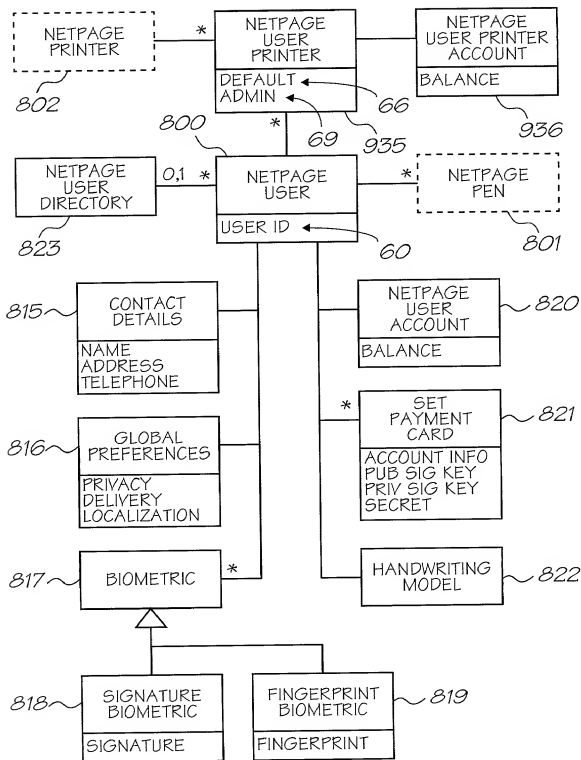 NETPAGE
PRINTER
802
*
NETPAGE
USER
PRINTER
DEFAULT
ADMIN
66
69
935
NETPAGE
USER PRINTER
ACCOUNT
BALANCE
936
*
800
NETPAGE
USER
DIRECTORY
823
0,1
*
NETPAGE
USER
USER ID
60
*
NETPAGE
PEN
801
815
CONTACT
DETAILS
NAME
ADDRESS
TELEPHONE
NETPAGE
USER
ACCOUNT
BALANCE
820
816
GLOBAL
PREFERENCES
PRIVACY
DELIVERY
LOCALIZATION
*
SET
PAYMENT
CARD
ACCOUNT INFO
PUB SIG KEY
PRIV SIG KEY
SECRET
821
817
BIOMETRIC
*
HANDWRITING
MODEL
822
818
SIGNATURE
BIOMETRIC
SIGNATURE
FINGERPRINT
BIOMETRIC
FINGERPRINT
819